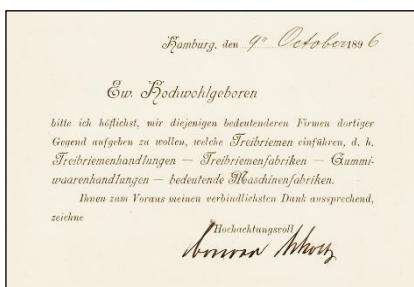 Hamburg, den 9° October 1896
Ew. Hochwohlgeboren
bitte ich höflichst, mir diejenigen bedeutenderen Firmen dortiger
Gegend aufgeben zu wollen, welche Treibriemen einführen, d. h.
Treibriemenhandlungen — Treibriemenfabriken — Gummi-
waarenhandlungen — bedeutende Maschinenfabriken.
Ihnen zum Voraus meinen verbindlichsten Dank aussprechend,
zeichne
Hochachtungsvoll
Conrad Scholtz